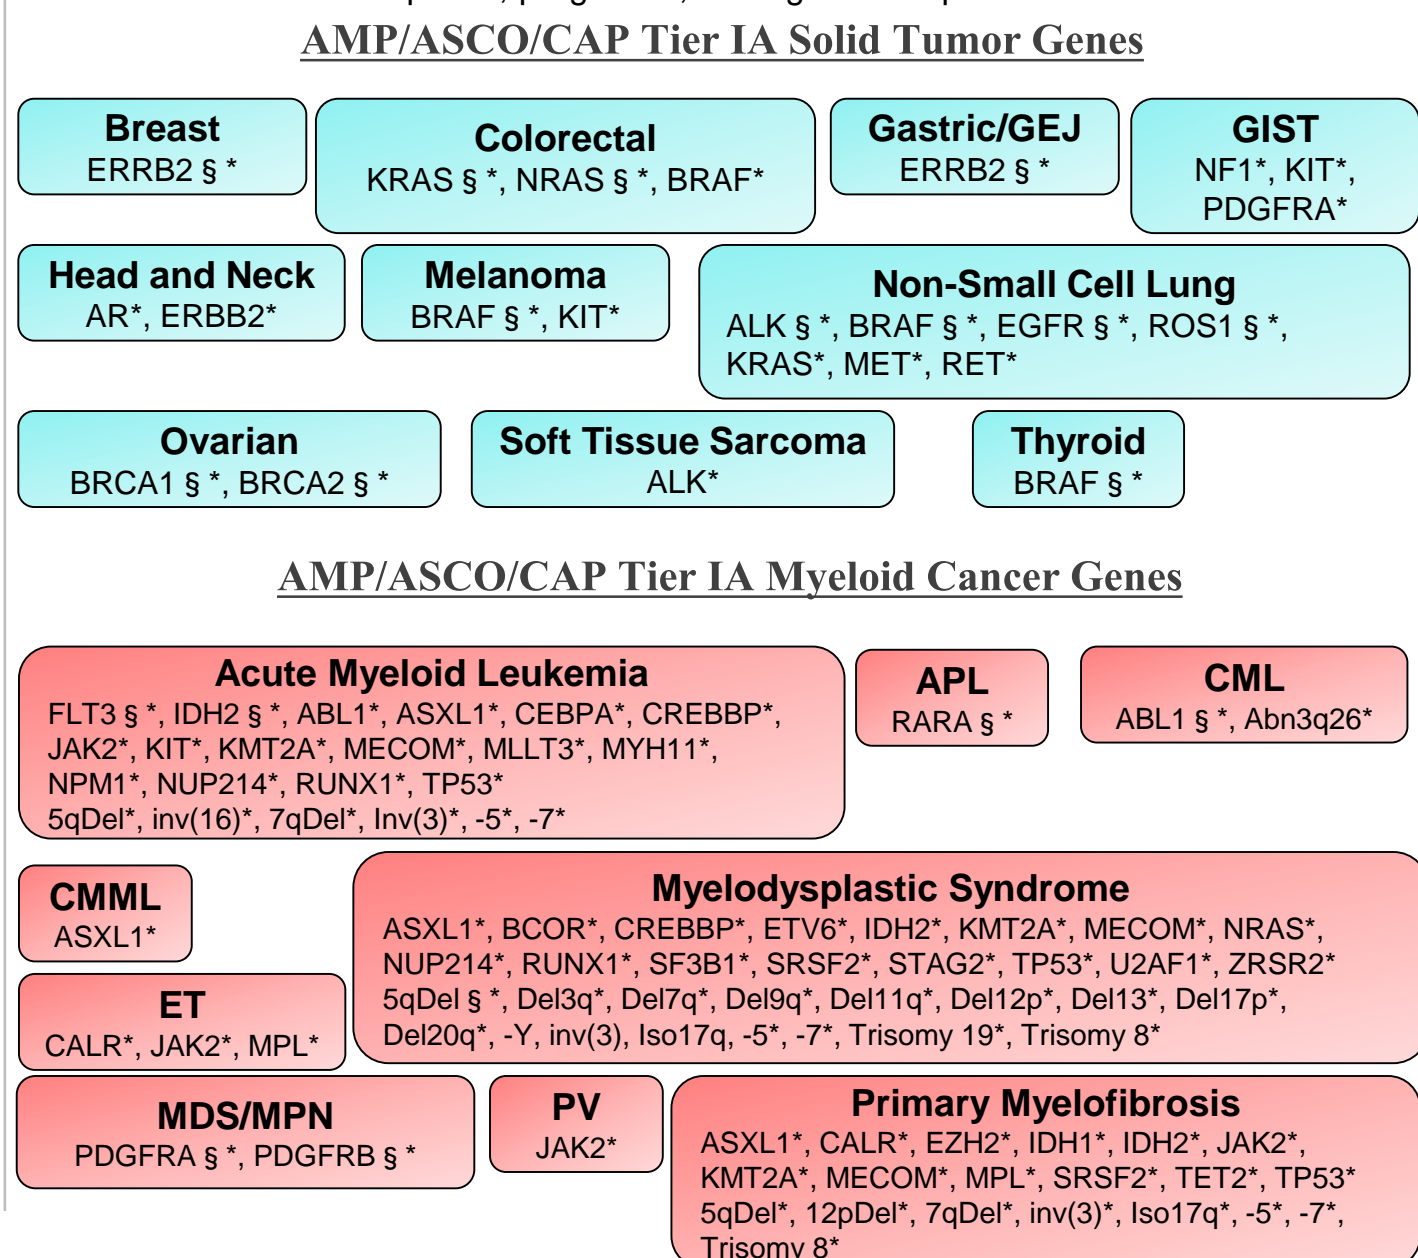 AMP/ASCO/CAP Tier IA Solid Tumor Genes
Breast
ERRB2 § *
Colorectal
KRAS § *, NRAS § *, BRAF*
Gastric/GEJ
ERRB2 § *
GIST
NF1*, KIT*,
PDGFRA*
Head and Neck
AR*, ERBB2*
Melanoma
BRAF § *, KIT*
Non-Small Cell Lung
ALK § *, BRAF § *, EGFR § *, ROS1 § *,
KRAS*, MET*, RET*
Ovarian
BRCA1 § *, BRCA2 § *
Soft Tissue Sarcoma
ALK*
Thyroid
BRAF § *
AMP/ASCO/CAP Tier IA Myeloid Cancer Genes
Acute Myeloid Leukemia
FLT3 § *, IDH2 § *, ABL1*, ASXL1*, CEBPA*, CREBBP*,
JAK2*, KIT*, KMT2A*, MECOM*, MLLT3*, MYH11*,
NPM1*, NUP214*, RUNX1*, TP53*
5qDel*, inv(16)*, 7qDel*, Inv(3)*, -5*, -7*
APL
RARA § *
CML
ABL1 § *, Abn3q26*
CMML
ASXL1*
Myelodysplastic Syndrome
ASXL1*, BCOR*, CREBBP*, ETV6*, IDH2*, KMT2A*, MECOM*, NRAS*,
NUP214*, RUNX1*, SF3B1*, SRSF2*, STAG2*, TP53*, U2AF1*, ZRSR2*
5qDel § *, Del3q*, Del7q*, Del9q*, Del11q*, Del12p*, Del13*, Del17p*,
Del20q*, -Y, inv(3), Iso17q, -5*, -7*, Trisomy 19*, Trisomy 8*
ET
CALR*, JAK2*, MPL*
MDS/MPN
PDGFRA § *, PDGFRB § *
PV
JAK2*
Primary Myelofibrosis
ASXL1*, CALR*, EZH2*, IDH1*, IDH2*, JAK2*,
KMT2A*, MECOM*, MPL*, SRSF2*, TET2*, TP53*
5qDel*, 12pDel*, 7qDel*, inv(3)*, Iso17q*, -5*, -7*,
Trisomy 8*